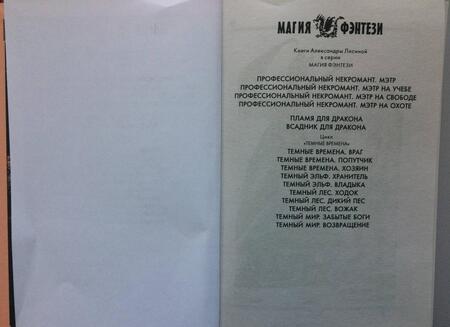 МАГИЯ ФЭНТЕЗИ
Книги Александры Лисиной
в серии
МАГИЯ ФЭНТЕЗИ
ПРОФЕССИОНАЛЬНЫЙ НЕКРОМАНТ. МЭТР
ПРОФЕССИОНАЛЬНЫЙ НЕКРОМАНТ. МЭТР НА УЧЕБЕ
ПРОФЕССИОНАЛЬНЫЙ НЕКРОМАНТ. МЭТР НА СВОБОДЕ
ПРОФЕССИОНАЛЬНЫЙ НЕКРОМАНТ. МЭТР НА ОХОТЕ
ПЛАМЯ ДЛЯ ДРАКОНА
ВСАДНИК ДЛЯ ДРАКОНА
Цикл
«ТЕМНЫЕ ВРЕМЕНА»
ТЕМНЫЕ ВРЕМЕНА. ВРАГ
ТЕМНЫЕ ВРЕМЕНА. ПОПУТЧИК
ТЕМНЫЕ ВРЕМЕНА. ХОЗЯИН
ТЕМНЫЙ ЭЛЬФ. ХРАНИТЕЛЬ
ТЕМНЫЙ ЭЛЬФ. ВЛАДЫКА
ТЕМНЫЙ ЛЕС. ХОДОК
ТЕМНЫЙ ЛЕС. ДИКИЙ ПЕС
ТЕМНЫЙ ЛЕС. ВОЖАК
ТЕМНЫЙ МИР. ЗАБЫТЫЕ БОГИ
ТЕМНЫЙ МИР. ВОЗВРАЩЕНИЕ